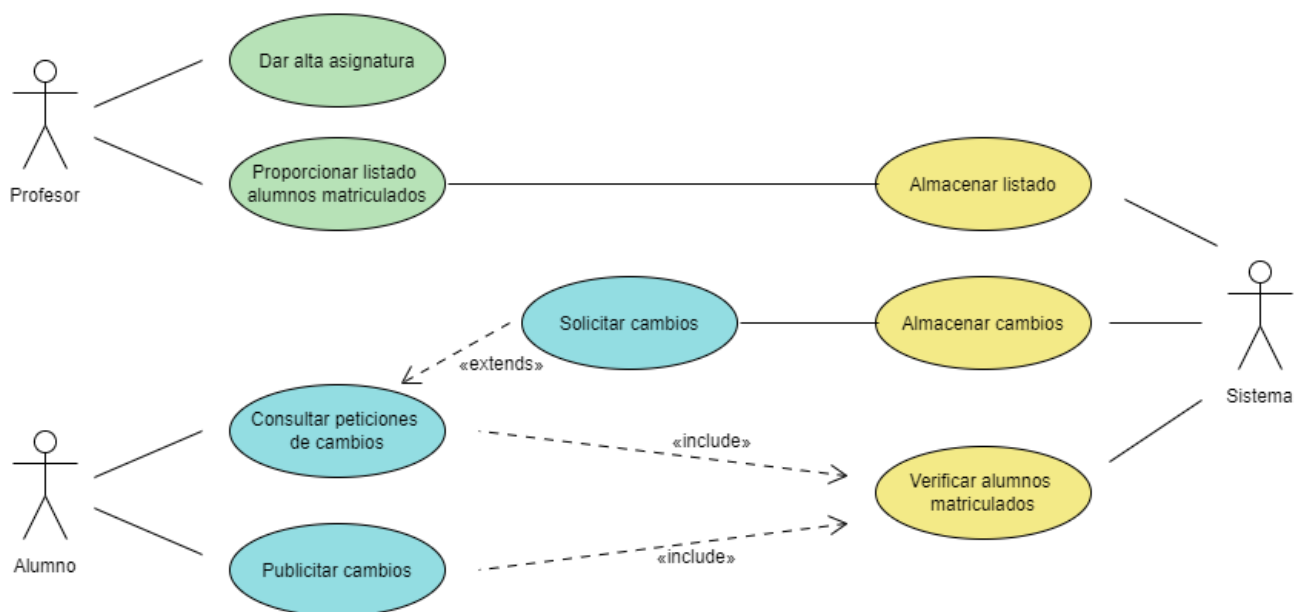 Dar alta asignatura
Profesor
Proporcionar listado
alumnos matriculados
Almacenar listado
Solicitar cambios
Almacenar cambios
«extends»
Sistema
Consultar peticiones
de cambios
«include»
Verificar alumnos
matriculados
Alumno
Publicitar cambios
«include»